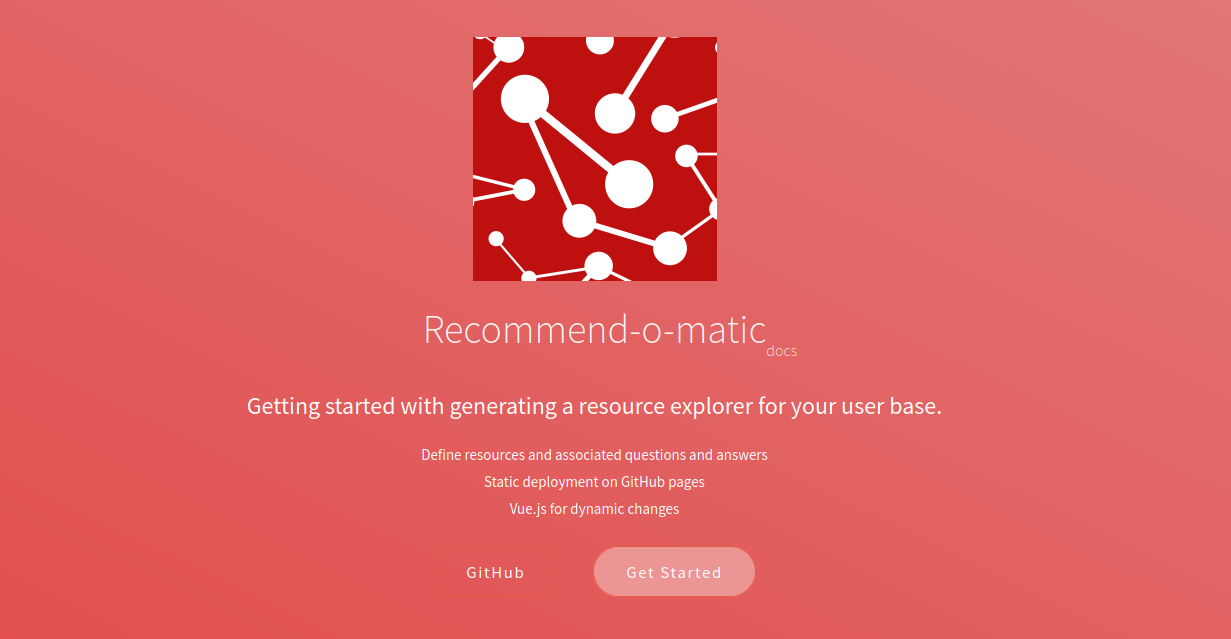 Recommend-o-matic docs
Getting started with generating a resource explorer for your user base.
Define resources and associated questions and answers
Static deployment on GitHub pages
Vue.js for dynamic changes
GitHub Get Started